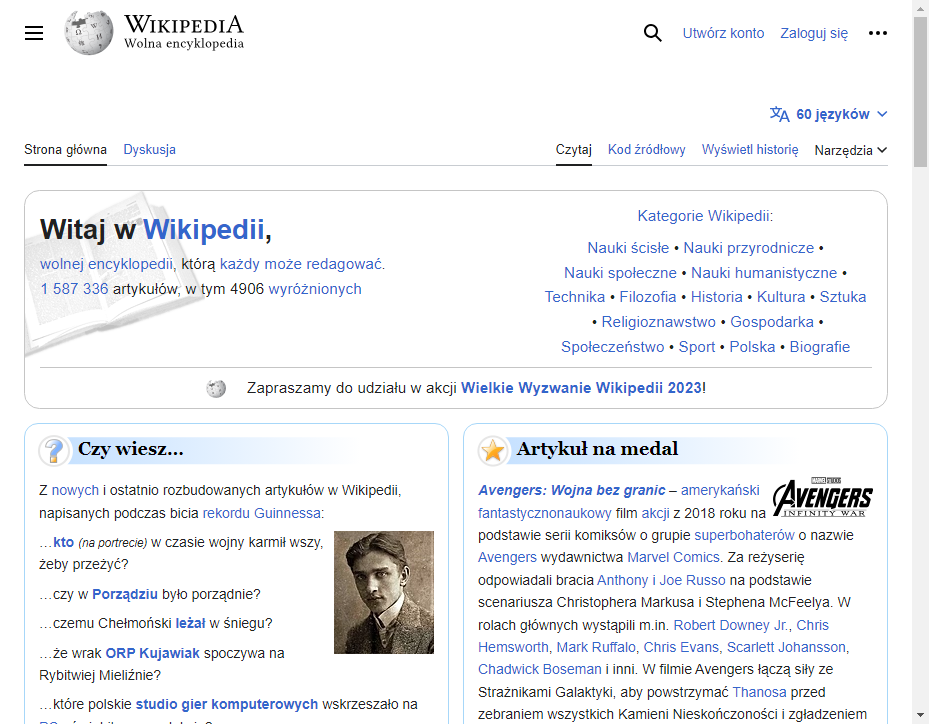 WIKIPEDIA
Wolna encyklopedia
Utwórz konto
Zaloguj się
60 języków
Strona główna
Dyskusja
Czytaj
Kod źródłowy
Wyświetl historię
Narzędzia
Witaj w Wikipedii,
wolnej encyklopedii, którą każdy może redagować.
1 587 336 artykułów, w tym 4906 wyróżnionych
Kategorie Wikipedii:
Nauki ścisłe • Nauki przyrodnicze •
Nauki społeczne • Nauki humanistyczne •
Technika • Filozofia • Historia • Kultura • Sztuka
• Religioznawstwo • Gospodarka •
Społeczeństwo • Sport • Polska • Biografie
Zapraszamy do udziału w akcji Wielkie Wyzwanie Wikipedii 2023!
Czy wiesz...
Z nowych i ostatnio rozbudowanych artykułów w Wikipedii,
napisanych podczas bicia rekordu Guinnessa:
…kto (na portrecie) w czasie wojny karmił wszy,
żeby przeżyć?
…czy w Porządziu było porządnie?
…czemu Chełmoński leżał w śniegu?
…że wrak ORP Kujawiak spoczywa na
Rybitwiej Mieliźnie?
…które polskie studio gier komputerowych wskrzeszało na
Artykuł na medal
Avengers: Wojna bez granic – amerykański
fantastycznonaukowy film akcji z 2018 roku na
podstawie serii komiksów o grupie superbohaterów o nazwie
Avengers wydawnictwa Marvel Comics. Za reżyserię
odpowiadali bracia Anthony i Joe Russo na podstawie
scenariusza Christophera Markusa i Stephena McFeelya. W
rolach głównych wystąpili m.in. Robert Downey Jr., Chris
Hemsworth, Mark Ruffalo, Chris Evans, Scarlett Johansson,
Chadwick Boseman i inni. W filmie Avengers łączą siły ze
Strażnikami Galaktyki, aby powstrzymać Thanosa przed
zebraniem wszystkich Kamieni Nieskończoności i zgładzeniem
MARVEL STUDIOS
AVENGERS
INFINITY WAR